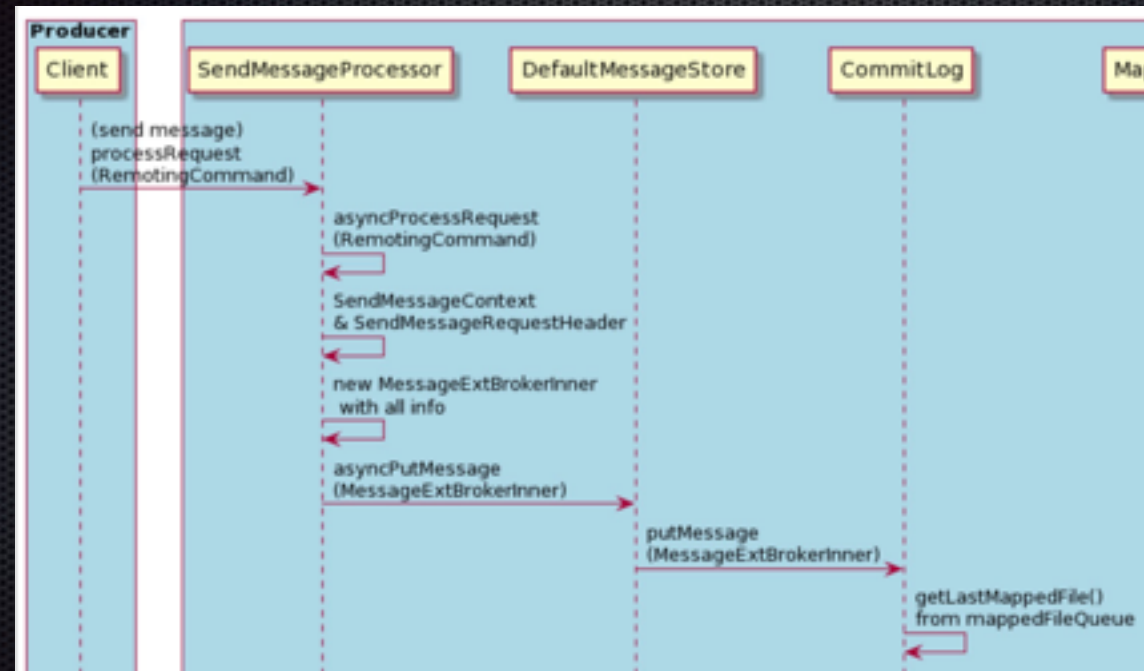 Producer
Client
SendMessageProcessor
DefaultMessageStore
CommitLog
Ma
(send message)
processRequest
(RemotingCommand)
asyncProcessRequest
(RemotingCommand)
SendMessageContext
& SendMessageRequestHeader
new MessageExtBrokerInner
with all info
asyncPutMessage
(MessageExtBrokerInner)
putMessage
(MessageExtBrokerInner)
getLastMappedFile()
from mappedFileQueue